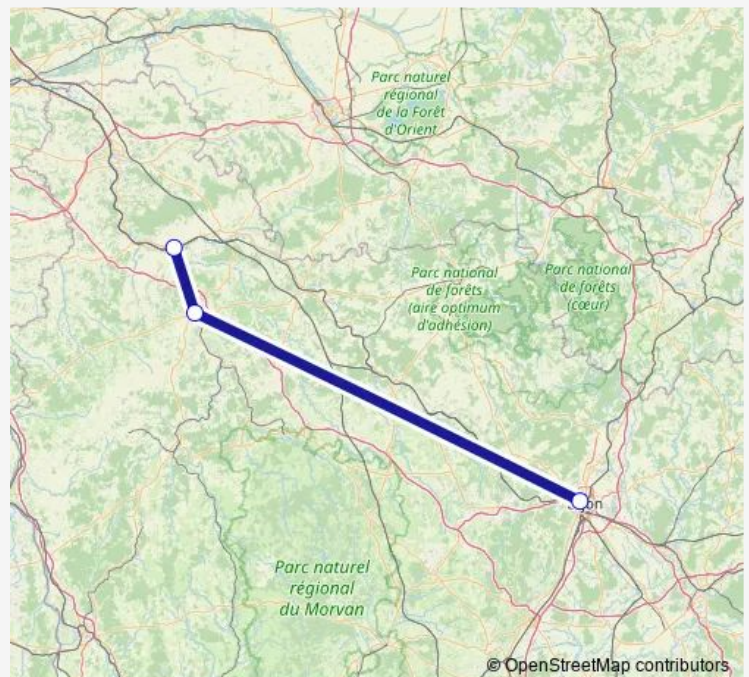 Parc naturel
régional
de la Forêt
d'Orient
Parc national
de forêts
(aire optimum
d'adhésion)
Parc national
de forêts
(cœur)
Parc naturel
régional
du Morvan
© OpenStreetMap contributors